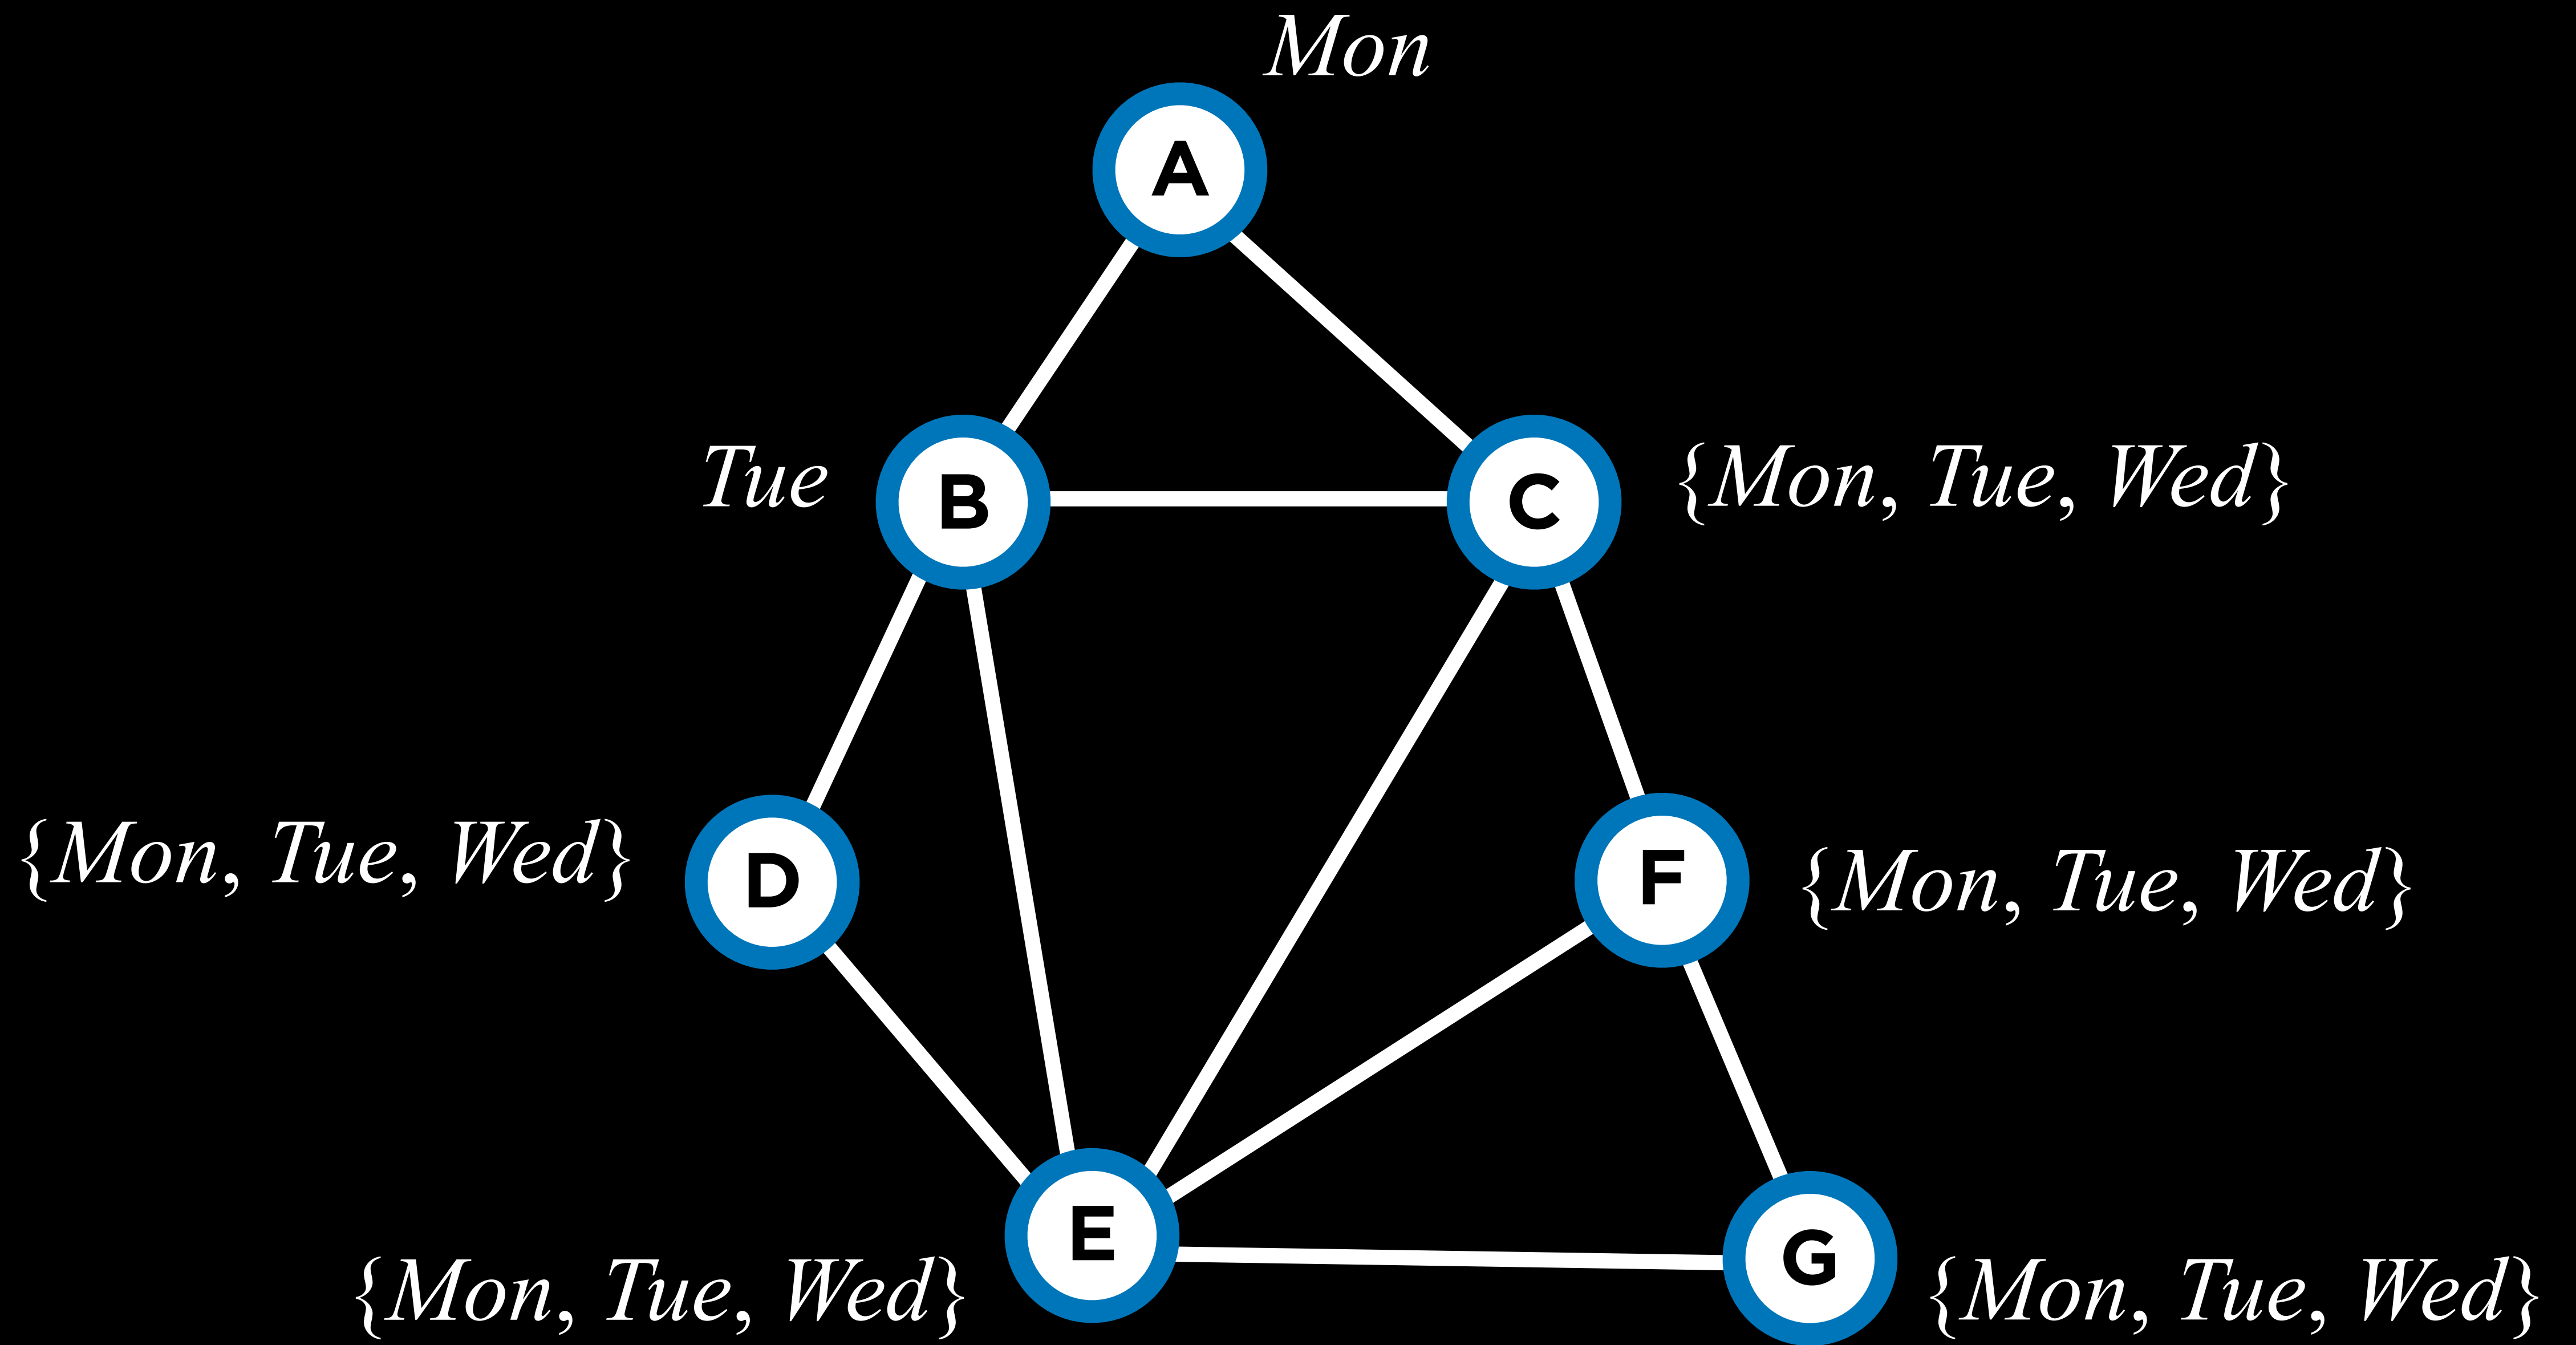 Mon
A
Tue
B
C
{Mon, Tue, Wed}
{Mon, Tue, Wed}
D
F
{Mon, Tue, Wed}
{Mon, Tue, Wed}
E
G
{Mon, Tue, Wed}